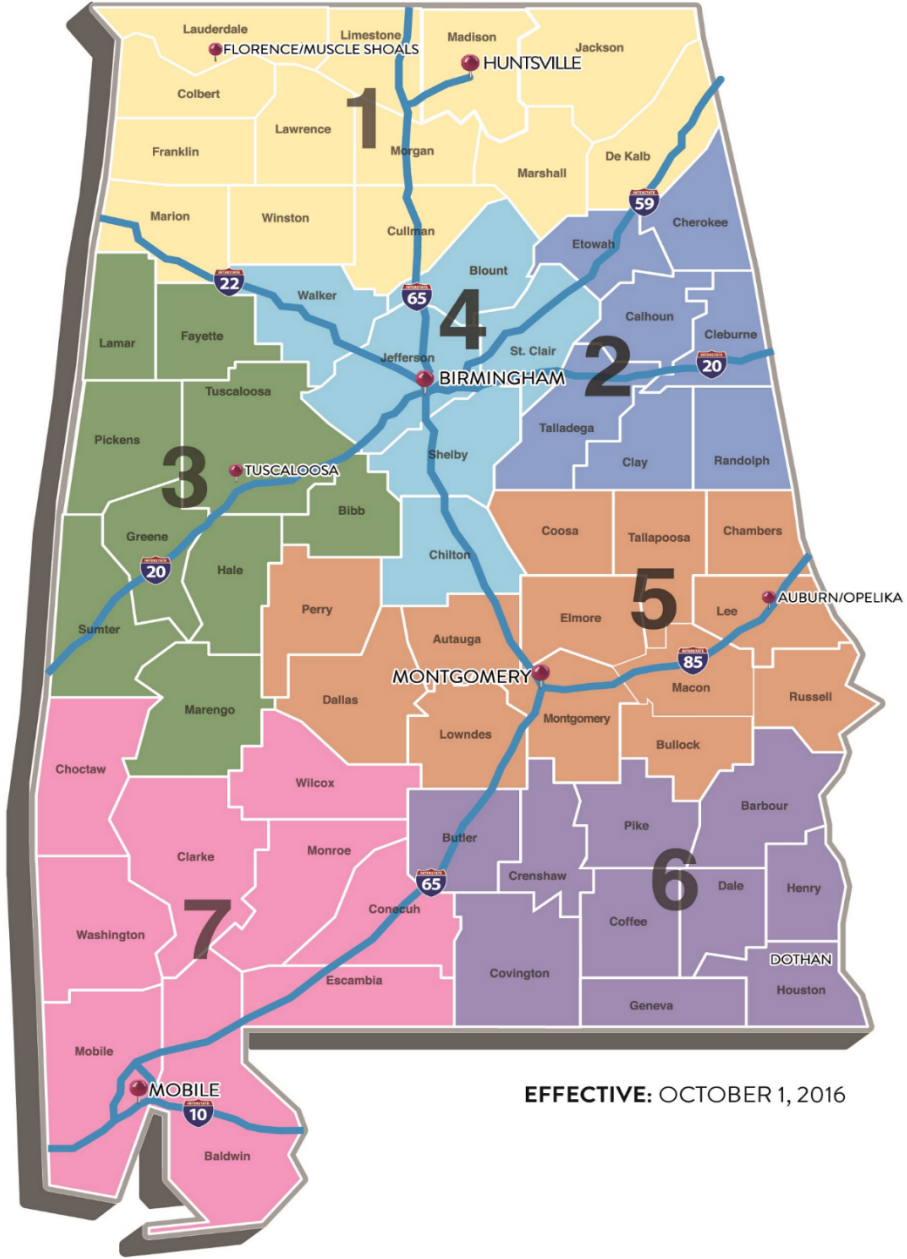 Lauderdale
Limestone
Madison
Jackson
FLORENCE/MUSCLE SHOALS
HUNTSVILLE
Colbert
1
Lawrence
Franklin
Morgan
Marshall
De Kalb
INTERSTATE
59
Marion
Winston
Cullman
Etowah
Cherokee
INTERSTATE
22
Walker
Blount
INTERSTATE
65
4
Calhoun
Cleburne
Lamar
Fayette
Jefferson
St. Clair
2
INTERSTATE
20
BIRMINGHAM
Tuscaloosa
Pickens
Talladega
Shelby
Clay
Randolph
3
TUSCALOOSA
Bibb
Greene
Coosa
Tallapoosa
Chambers
INTERSTATE
20
Hale
Chilton
Perry
Elmore
5
Lee
AUBURN/OPELIKA
Sumter
Autauga
INTERSTATE
85
MONTGOMERY
Macon
Dallas
Marengo
Russell
Lowndes
Montgomery
Bullock
Choctaw
Wilcox
Barbour
Butler
Pike
Clarke
Monroe
Crenshaw
6
INTERSTATE
65
Dale
Henry
7
Conecuh
Coffee
Washington
Covington
DOTHAN
Escambia
Houston
Geneva
Mobile
MOBILE
INTERSTATE
10
EFFECTIVE: OCTOBER 1, 2016
Baldwin